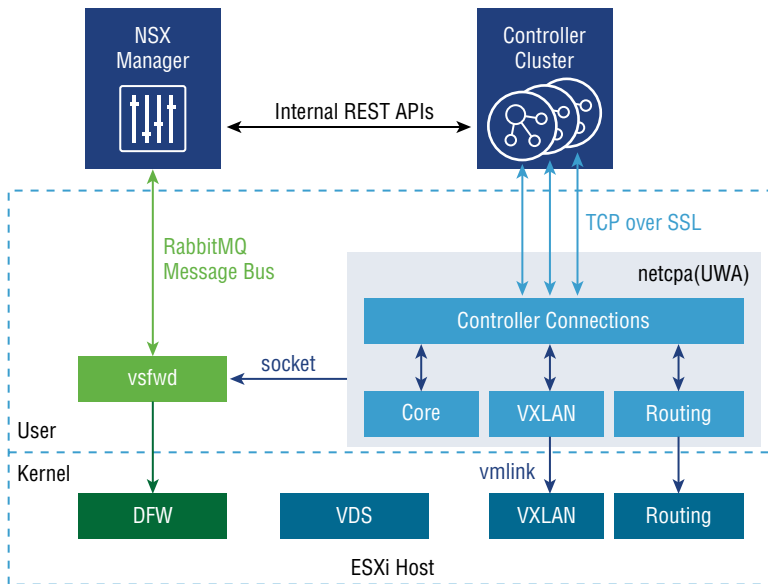 NSX
Manager
Controller
Cluster
Internal REST APIs
RabbitMQ
Message Bus
TCP over SSL
netcpa(UWA)
Controller Connections
vsfwd
socket
Core
VXLAN
Routing
User
Kernel
vmlink
DFW
VDS
VXLAN
Routing
ESXi Host